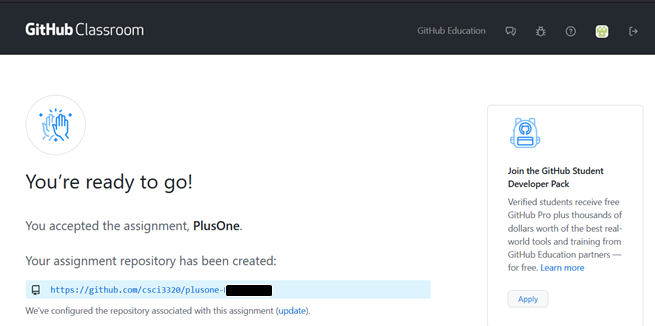 GitHub Classroom
GitHub Education
You're ready to go!
You accepted the assignment, PlusOne.
Your assignment repository has been created:
https://github.com/csci3320/plusone-
We've configured the repository associated with this assignment (update).
Join the GitHub Student
Developer Pack
Verified students receive free
GitHub Pro plus thousands of
dollars worth of the best real-
world tools and training from
GitHub Education partners —
for free. Learn more
Apply